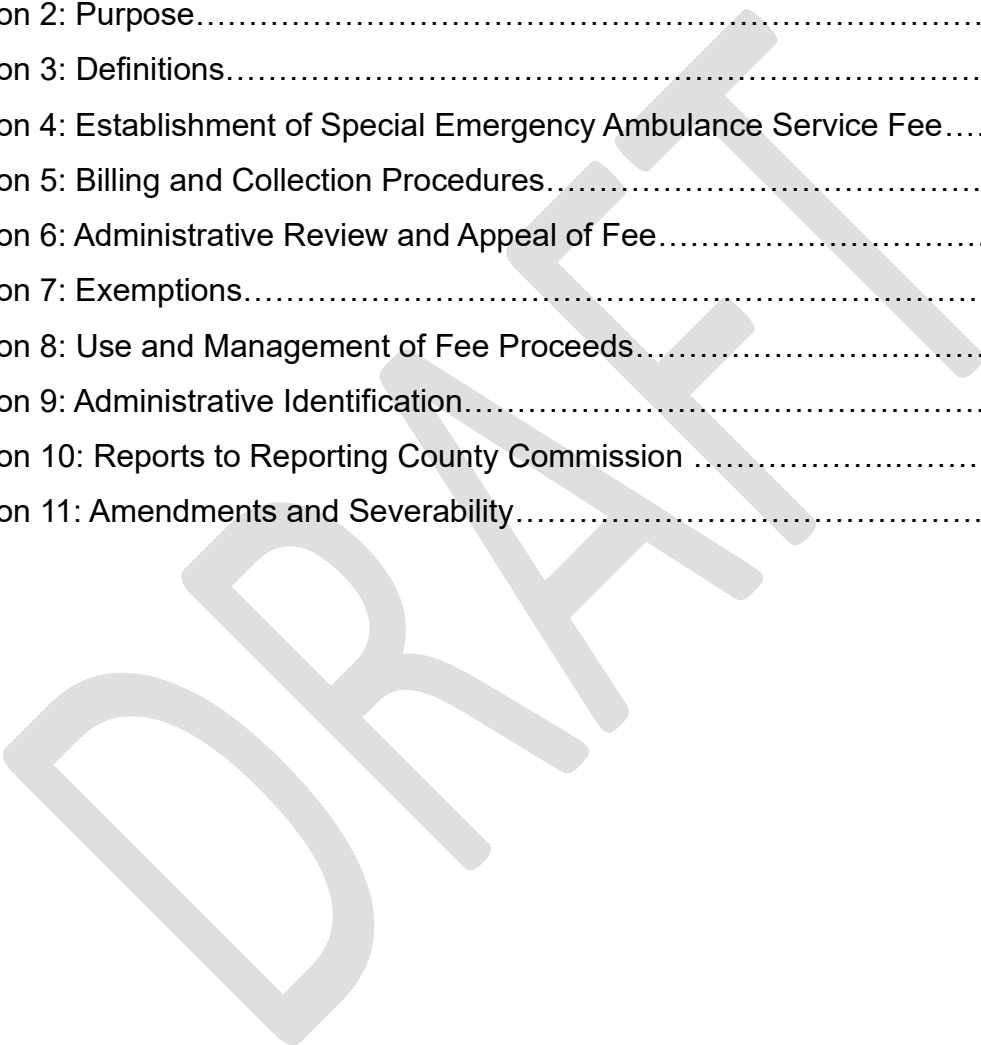 on 2: Purpose…………………………………………………………………
on 3: Definitions………………………………………………………………
on 4: Establishment of Special Emergency Ambulance Service Fee….
on 5: Billing and Collection Procedures……………………………………
on 6: Administrative Review and Appeal of Fee…………………………
on 7: Exemptions……………………………………………………………
on 8: Use and Management of Fee Proceeds……………………………
on 9: Administrative Identification……………………………………………
on 10: Reports to Reporting County Commission ………………………
on 11: Amendments and Severability………………………………………
DRAFT